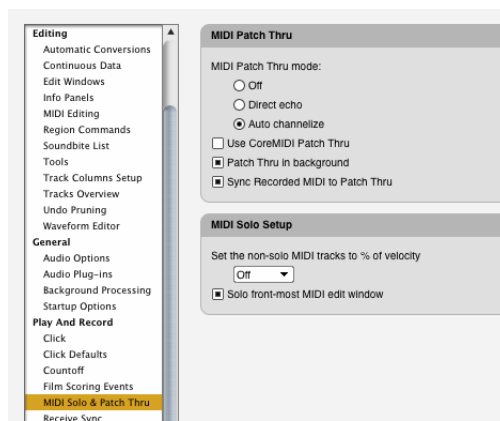 Editing
Automatic Conversions
Continuous Data
Edit Windows
Info Panels
MIDI Editing
Region Commands
Soundbite List
Tools
Track Columns Setup
Tracks Overview
Undo Pruning
Waveform Editor
General
Audio Options
Audio Plug-ins
Background Processing
Startup Options
Play And Record
Click
Click Defaults
Countoff
Film Scoring Events
MIDI Solo & Patch Thru
Receive Sync
MIDI Patch Thru
MIDI Patch Thru mode:
Off
Direct echo
Auto channelize
Use CoreMIDI Patch Thru
Patch Thru in background
Sync Recorded MIDI to Patch Thru
MIDI Solo Setup
Set the non-solo MIDI tracks to % of velocity
Off
Solo front-most MIDI edit window